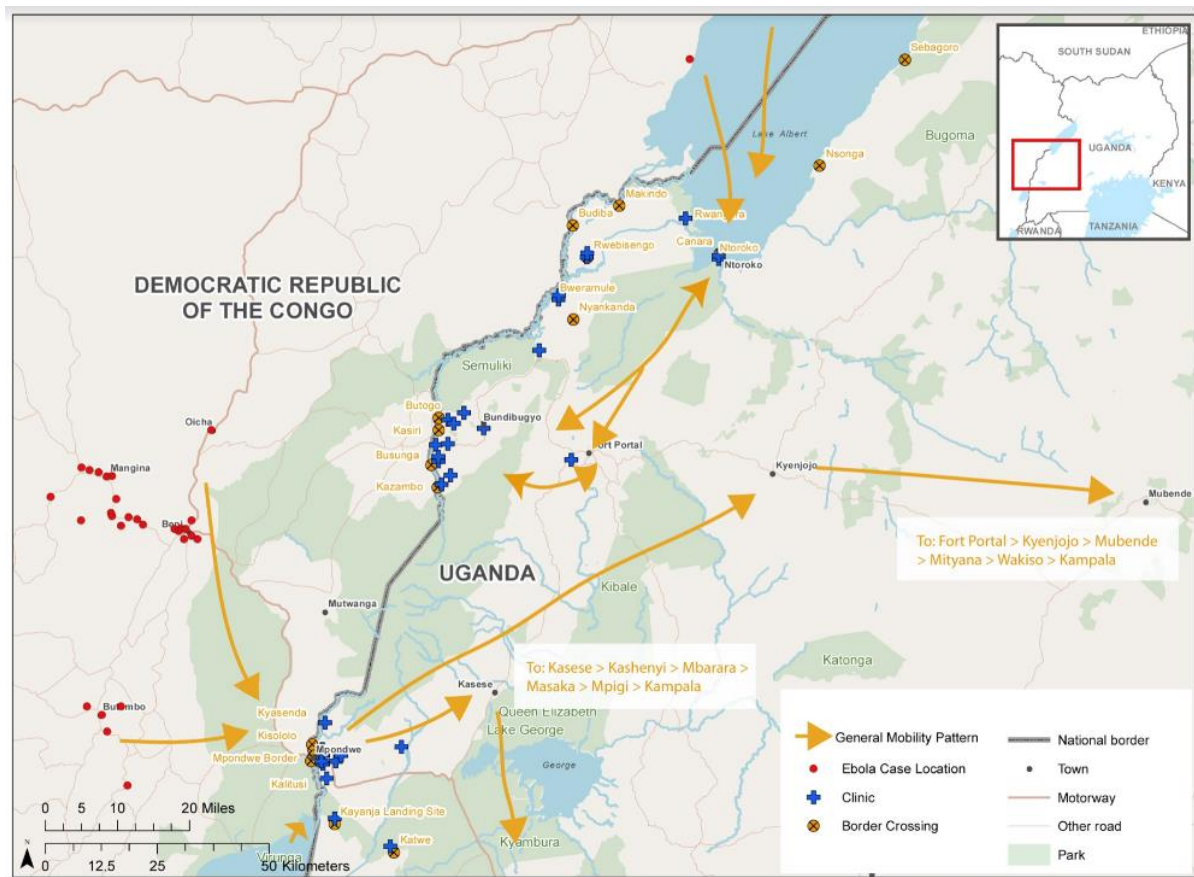 ETHIOPIA
SOUTH SUDAN
UGANDA
KENYA
RWANDA
TANZANIA
Sebagoro
Lake Albert
Bugoma
Nsonga
Makindo
Budiba
Canara
Ntoroko
Ntoroko
Rwebisengo
DEMOCRATIC REPUBLIC
OF THE CONGO
Bweramule
Nyankanda
Semuliki
Butogo
Bundibugyo
Kasiri
Oicha
Busunga
Fort Portal
Mangina
Kazambo
Kyenjojo
Mubende
Beni
To: Fort Portal > Kyenjojo > Mubende
> Mityana > Wakiso > Kampala
UGANDA
Kibale
Mutwanga
Katonga
To: Kasese > Kashenyi > Mbarara >
Masaka > Mpigi > Kampala
Kasese
Queen Elizabeth
Lake George
George
Butembo
Kyasenda
Kisololo
Mpondwe
Mpondwe Border
Kalitusi
Kayanja Landing Site
Katwe
Kyambura
Virunga
0 5 10 20 Miles
0 12.5 25 50 Kilometers
N
General Mobility Pattern
Ebola Case Location
Clinic
Border Crossing
National border
Town
Motorway
Other road
Park